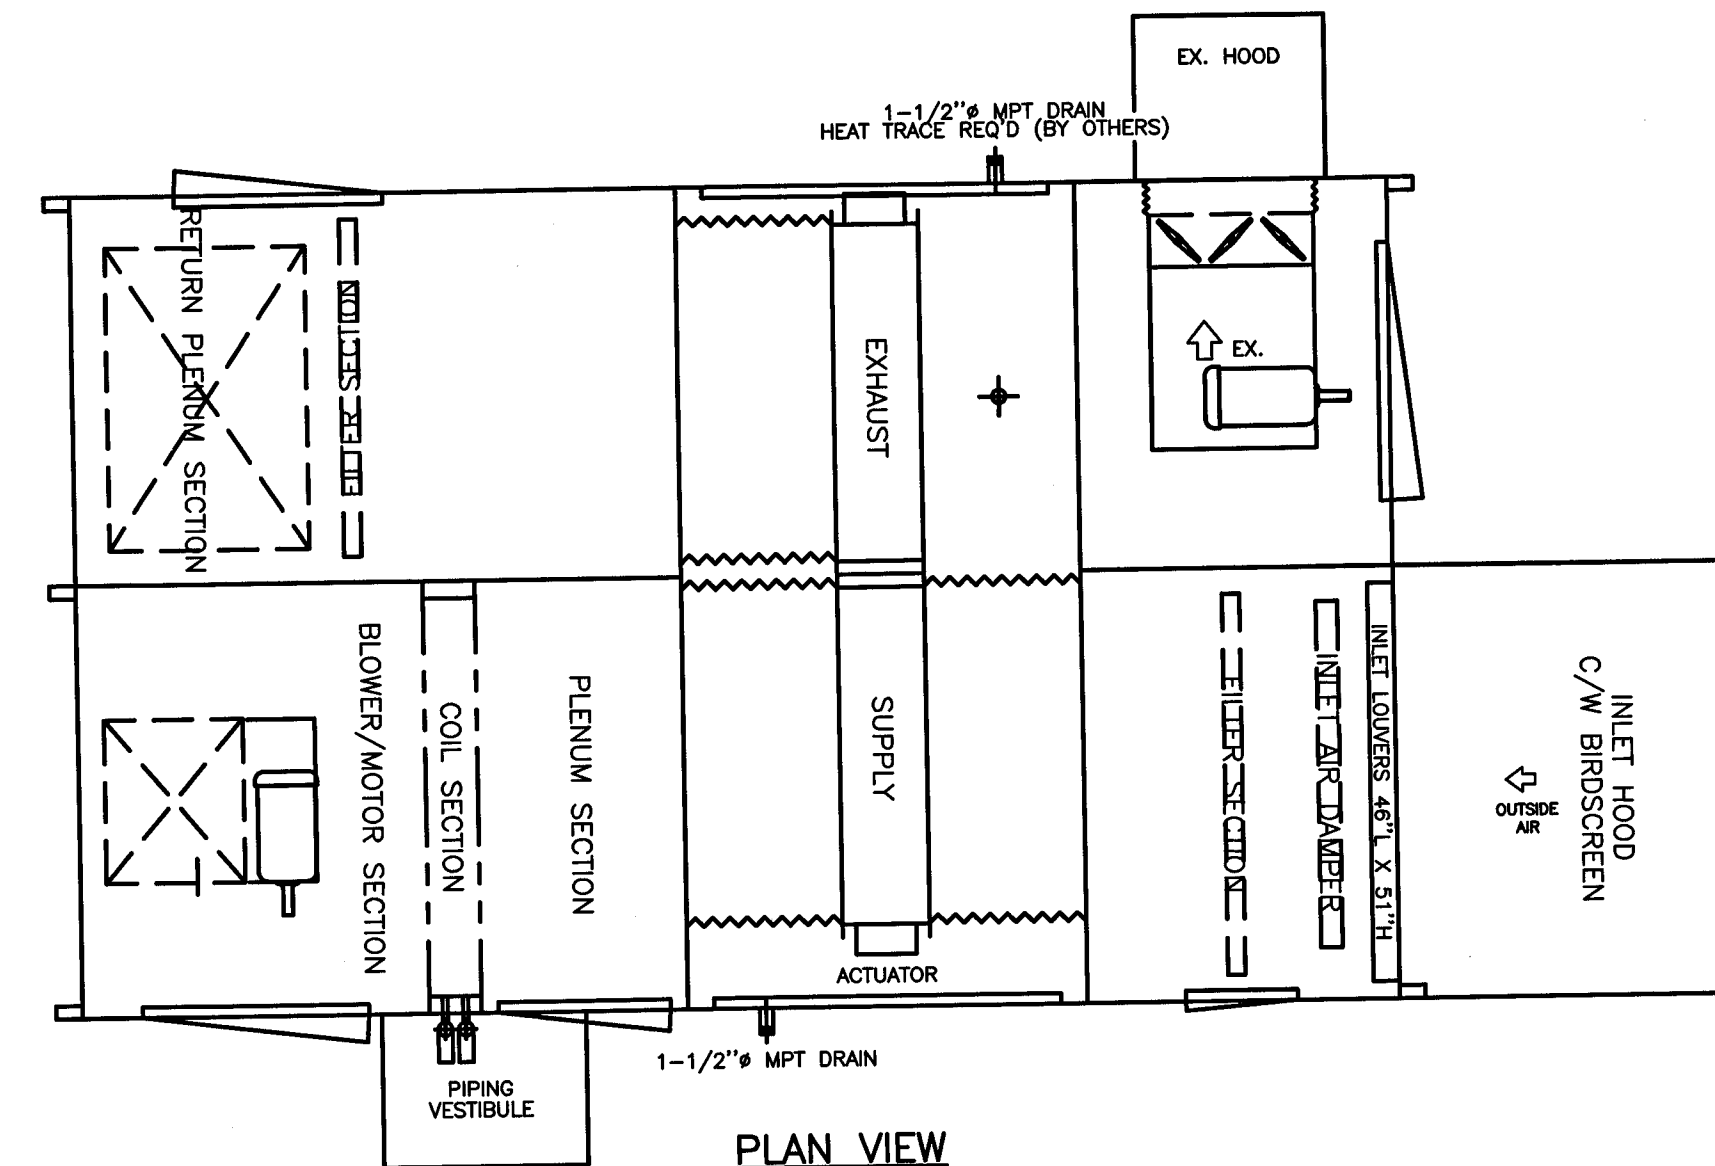 EX. HOOD
1-1/2"ø MPT DRAIN
HEAT TRACE REQ'D (BY OTHERS)
RETURN PLENUM SECTION
FILTER SECTION
EXHAUST
EX.
BLOWER/MOTOR SECTION
COIL SECTION
PLENUM SECTION
SUPPLY
FILTER SECTION
INLET AIR DAMPER
INLET LOUVERS 46"L X 51"H
INLET HOOD
C/W BIRDSCREEN
OUTSIDE
AIR
ACTUATOR
1-1/2"ø MPT DRAIN
PIPING
VESTIBULE
PLAN VIEW